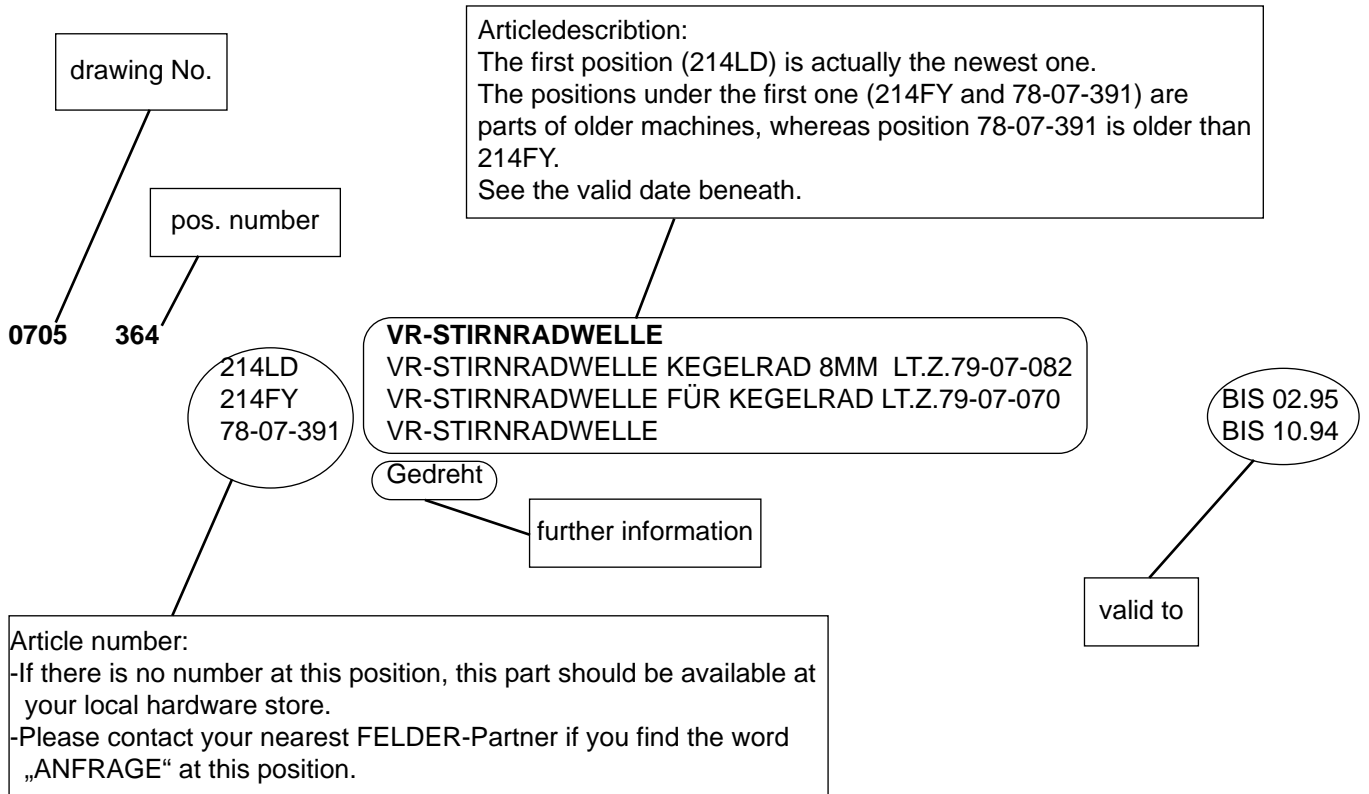 drawing No.
Articledescribtion:
The first position (214LD) is actually the newest one.
The positions under the first one (214FY and 78-07-391) are
parts of older machines, whereas position 78-07-391 is older than
214FY.
See the valid date beneath.
pos. number
0705 364 VR-STIRNRADWELLE
214LD VR-STIRNRADWELLE KEGELRAD 8MM LT.Z.79-07-082
214FY VR-STIRNRADWELLE FÜR KEGELRAD LT.Z.79-07-070 BIS 02.95
78-07-391 VR-STIRNRADWELLE BIS 10.94
Gedreht
further information
valid to
Article number:
-If there is no number at this position, this part should be available at
your local hardware store.
-Please contact your nearest FELDER-Partner if you find the word
„ANFRAGE“ at this position.